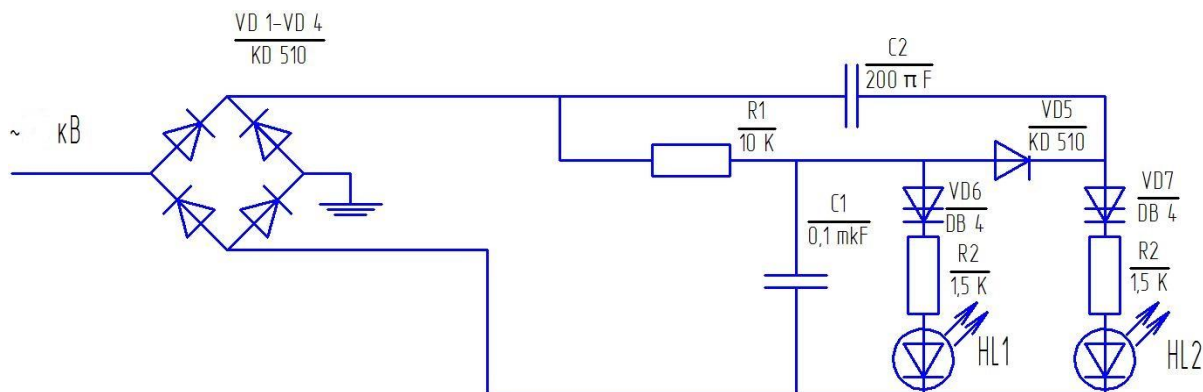 VD 1-VD 4
KD 510
~ кВ
C2
200 π F
R1
10 K
VD5
KD 510
C1
0,1 mkF
VD6
DB 4
VD7
DB 4
R2
1,5 K
R2
1,5 K
HL1
HL2